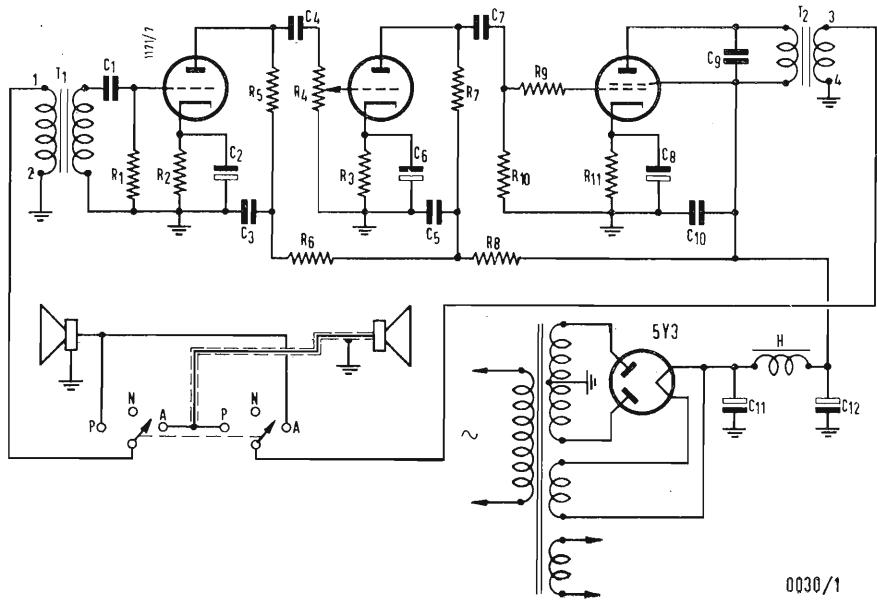 C4
C7
T2
3
1171/7
T1
C1
1
C9
R9
R5
R4
R7
4
C2
C6
C8
2
R1
R2
R3
R10
R11
C3
C5
C10
R6
R8
5Y3
H
N
N
P
A
P
A
C11
C12
~
0030/1